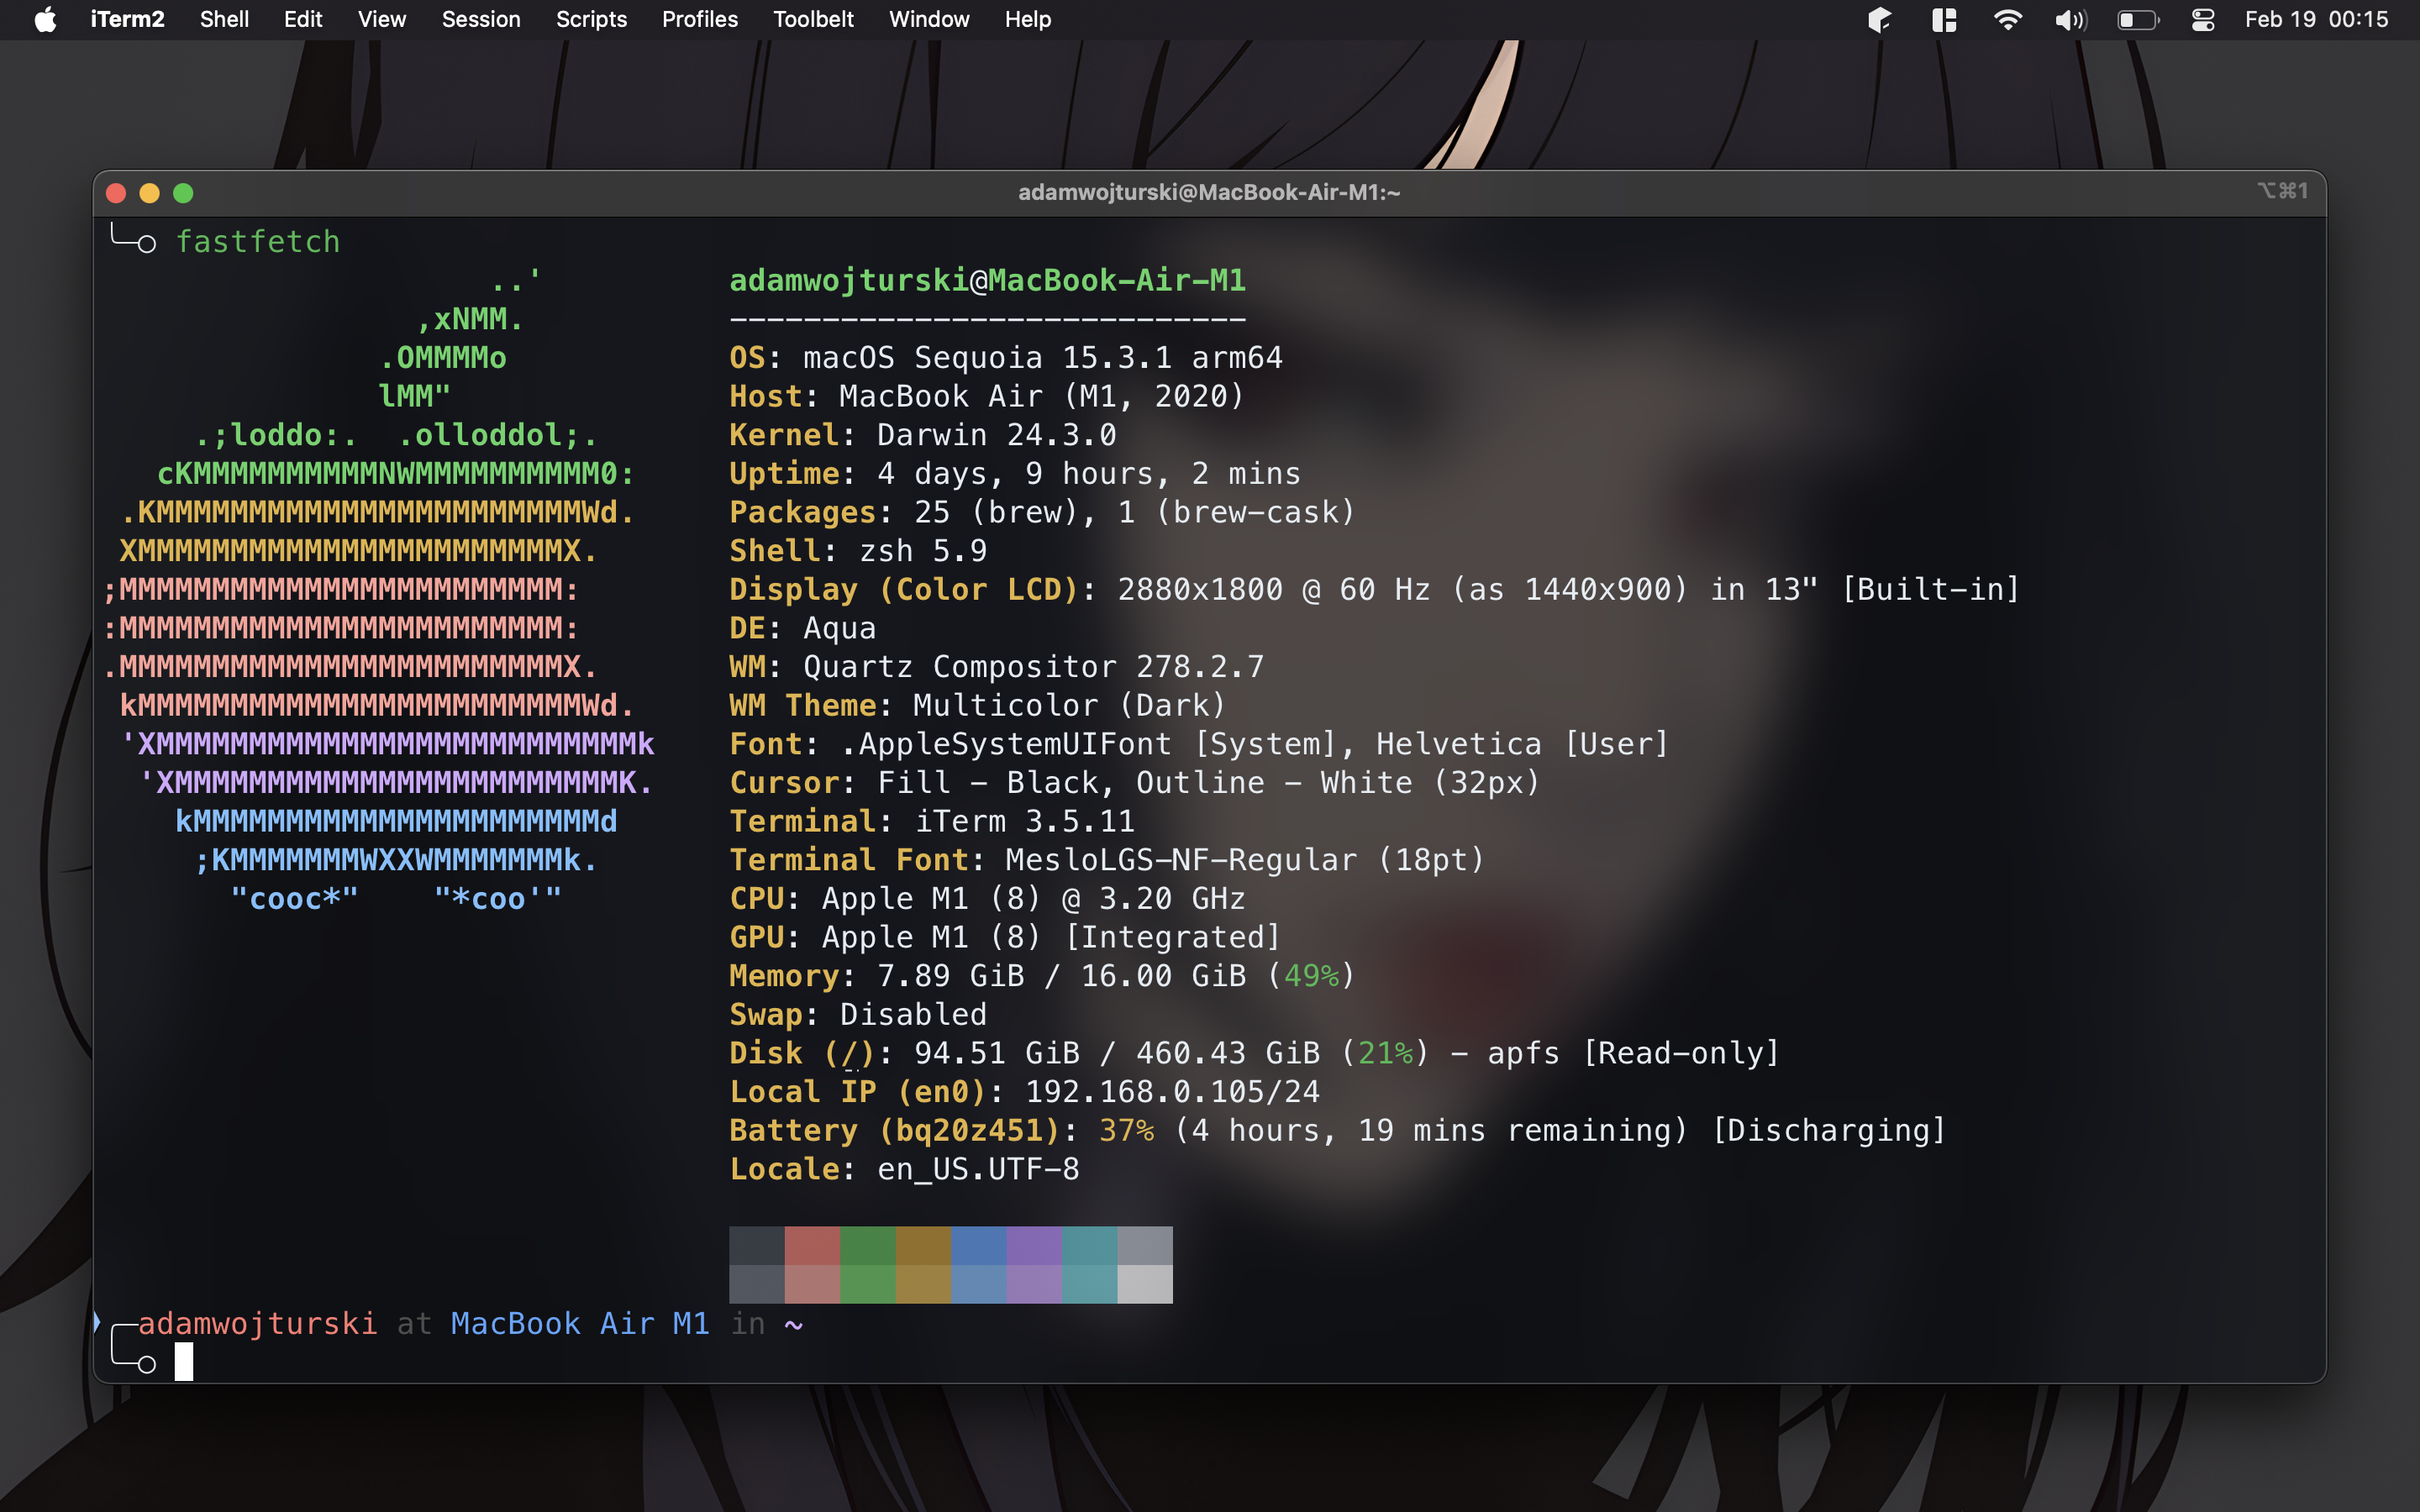 iTerm2 Shell Edit View Session Scripts Profiles Toolbelt Window Help Feb 19 00:15
adamwojturski@MacBook-Air-M1:~ ⌥⌘1
fastfetch
..' adamwojturski@MacBook-Air-M1
,xNMM. ----------------------------
.OMMMMo OS: macOS Sequoia 15.3.1 arm64
lMM" Host: MacBook Air (M1, 2020)
.;loddo:. .olloddol;. Kernel: Darwin 24.3.0
cKMMMMMMMMMMNWMMMMMMMMMM0: Uptime: 4 days, 9 hours, 2 mins
.KMMMMMMMMMMMMMMMMMMMMMMMWd. Packages: 25 (brew), 1 (brew-cask)
XMMMMMMMMMMMMMMMMMMMMMMMX. Shell: zsh 5.9
;MMMMMMMMMMMMMMMMMMMMMMMM: Display (Color LCD): 2880x1800 @ 60 Hz (as 1440x900) in 13" [Built-in]
:MMMMMMMMMMMMMMMMMMMMMMMM: DE: Aqua
.MMMMMMMMMMMMMMMMMMMMMMMMX. WM: Quartz Compositor 278.2.7
kMMMMMMMMMMMMMMMMMMMMMMMMWd. WM Theme: Multicolor (Dark)
'XMMMMMMMMMMMMMMMMMMMMMMMMMMk Font: .AppleSystemUIFont [System], Helvetica [User]
'XMMMMMMMMMMMMMMMMMMMMMMMMK. Cursor: Fill - Black, Outline - White (32px)
kMMMMMMMMMMMMMMMMMMMMMMd Terminal: iTerm 3.5.11
;KMMMMMMMWXXWMMMMMMMk. Terminal Font: MesloLGS-NF-Regular (18pt)
"cooc*" "*coo'" CPU: Apple M1 (8) @ 3.20 GHz
GPU: Apple M1 (8) [Integrated]
Memory: 7.89 GiB / 16.00 GiB (49%)
Swap: Disabled
Disk (/): 94.51 GiB / 460.43 GiB (21%) - apfs [Read-only]
Local IP (en0): 192.168.0.105/24
Battery (bq20z451): 37% (4 hours, 19 mins remaining) [Discharging]
Locale: en_US.UTF-8
adamwojturski at MacBook Air M1 in ~